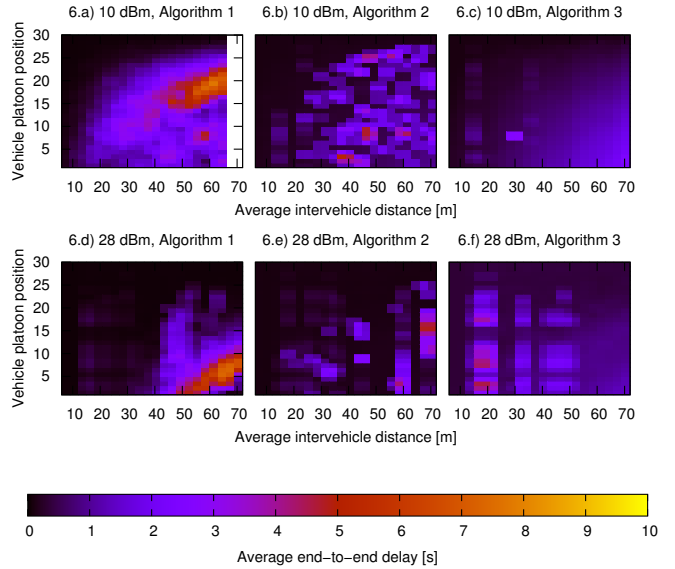 6.a) 10 dBm, Algorithm 1 6.b) 10 dBm, Algorithm 2 6.c) 10 dBm, Algorithm 3
Vehicle platoon position
30
25
20
15
10
5
10 20 30 40 50 60 70 10 20 30 40 50 60 70 10 20 30 40 50 60 70
Average intervehicle distance [m]
6.d) 28 dBm, Algorithm 1 6.e) 28 dBm, Algorithm 2 6.f) 28 dBm, Algorithm 3
Vehicle platoon position
30
25
20
15
10
5
10 20 30 40 50 60 70 10 20 30 40 50 60 70 10 20 30 40 50 60 70
Average intervehicle distance [m]
0 1 2 3 4 5 6 7 8 9 10
Average end−to−end delay [s]